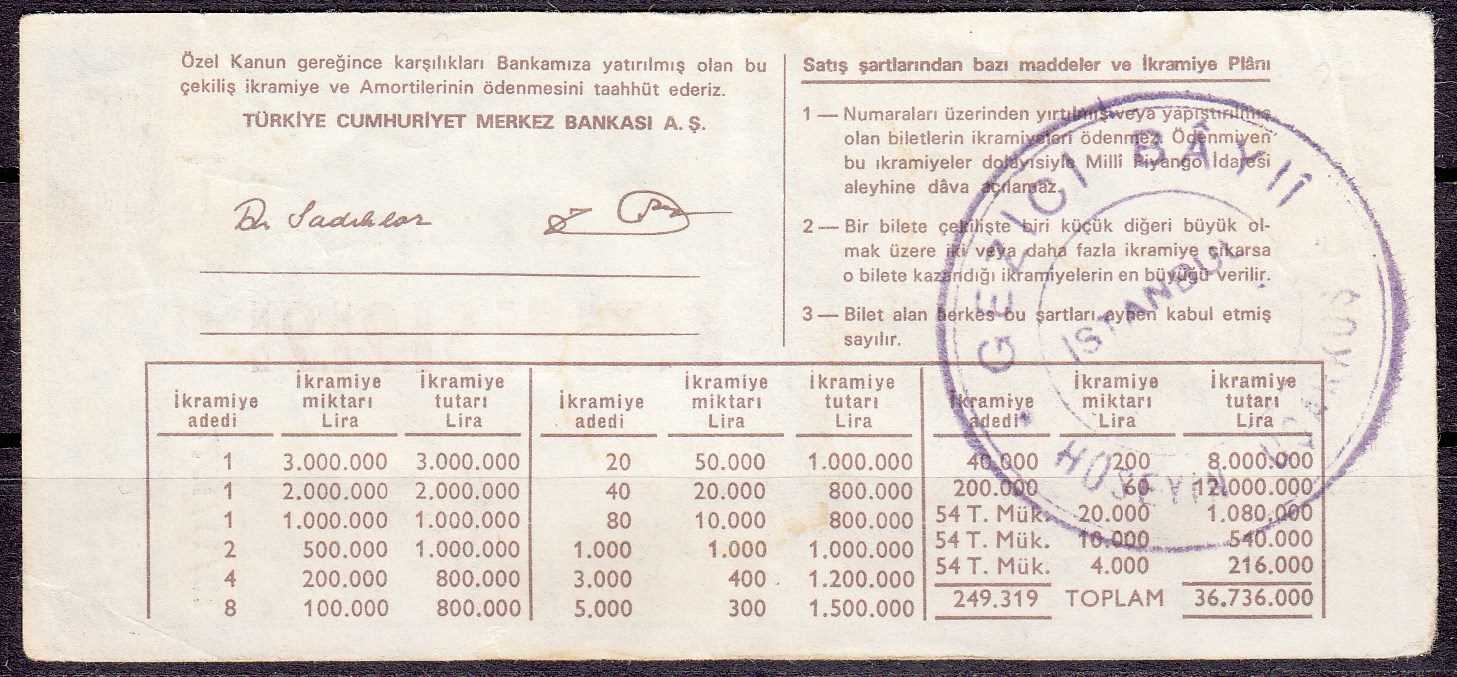 Özel Kanun gereğince karşılıkları Bankamıza yatırılmış olan bu
çekiliş ikramiye ve Amortilerinin ödenmesini taahhüt ederiz.
TÜRKİYE CUMHURİYET MERKEZ BANKASI A. Ş.
Satış şartlarından bazı maddeler ve İkramiye Plânı
1 — Numaraları üzerinden yırtılmış veya yapıştırılmış
olan biletlerin ikramiyeleri ödenmez. Ödenmiyen
bu ıkramiyeler dolayısiyle Millî Piyango İdaresi
aleyhine dâva açılamaz.
2 — Bir bilete çekilişte biri küçük diğeri büyük ol-
mak üzere iki veya daha fazla ikramiye çıkarsa
o bilete kazandığı ikramiyelerin en büyüğü verilir.
3 — Bilet alan herkes bu şartları aynen kabul etmiş
sayılır.
GEZİCİ BÂYİİ
İSTANBUL
HÜSEYİN
İkramiye adedi İkramiye miktarı Lira İkramiye tutarı Lira İkramiye adedi İkramiye miktarı Lira İkramiye tutarı Lira İkramiye adedi İkramiye miktarı Lira İkramiye tutarı Lira
1 3.000.000 3.000.000 20 50.000 1.000.000 40.000 200 8.000.000
1 2.000.000 2.000.000 40 20.000 800.000 200.000 60 12.000.000
1 1.000.000 1.000.000 80 10.000 800.000 54 T. Mük. 20.000 1.080.000
2 500.000 1.000.000 1.000 1.000 1.000.000 54 T. Mük. 10.000 540.000
4 200.000 800.000 3.000 400 1.200.000 54 T. Mük. 4.000 216.000
8 100.000 800.000 5.000 300 1.500.000 249.319 TOPLAM 36.736.000